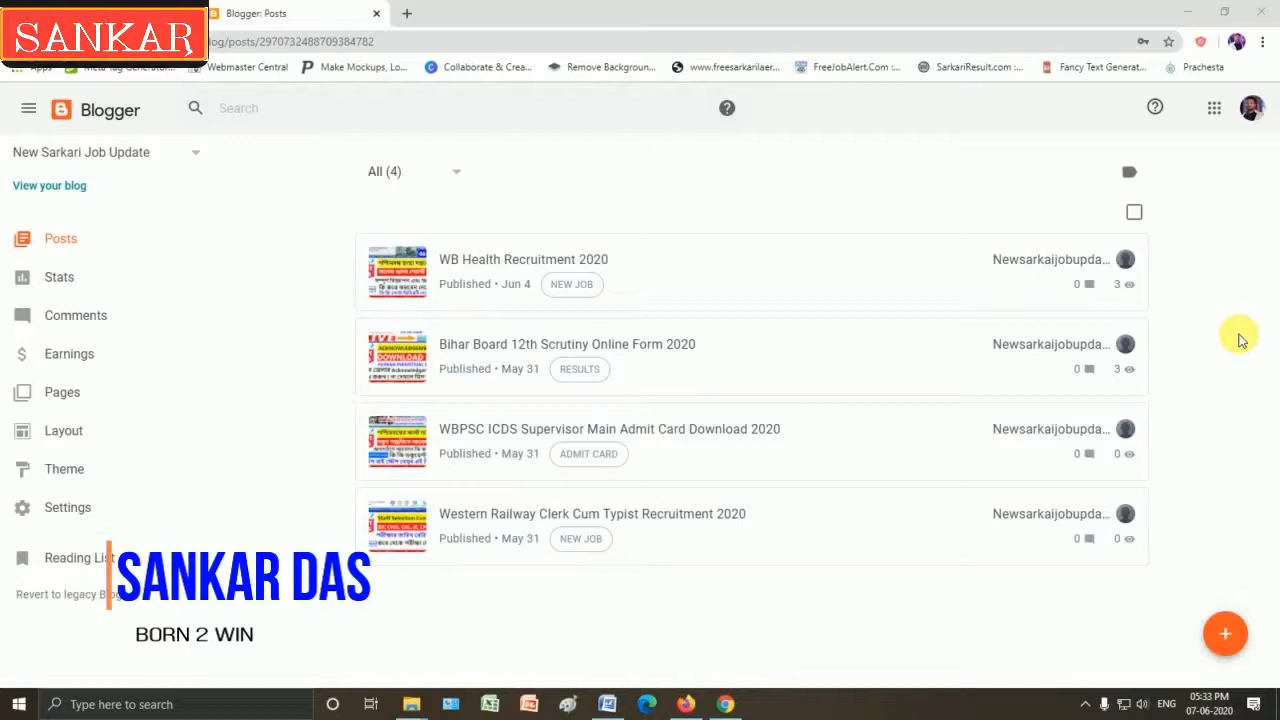 Blogger: Posts
SANKAR
log/posts/2970732488709384782
Apps
Meta Tag Generator...
Webmaster Central
Make Mockups, Lo...
Collaborate & Crea...
Remove Backgroun...
www.freesarkarilaer...
FreeJobAlert.Com :...
SarkariResult.com :...
Fancy Text Generat...
Prachesta
Blogger
Search
New Sarkari Job Update
All (4)
View your blog
Posts
Stats
Comments
Earnings
Pages
Layout
Theme
Settings
Reading List
Revert to legacy Blog
WB Health Recruitment 2020
Newsarkaijobupda...
Published • Jun 4
NEW JOB
0
3
Bihar Board 12th Scrutiny Online Form 2020
Newsarkaijobupda...
Published • May 31
RESULTS
0
3
WBPSC ICDS Supervisor Main Admit Card Download 2020
Newsarkaijobupda...
Published • May 31
ADMIT CARD
0
0
Western Railway Clerk Cum Typist Recruitment 2020
Newsarkaijobupda...
Published • May 31
NEW JOB
0
0
SANKAR DAS
BORN 2 WIN
Type here to search
ENG
05:33 PM
07-06-2020